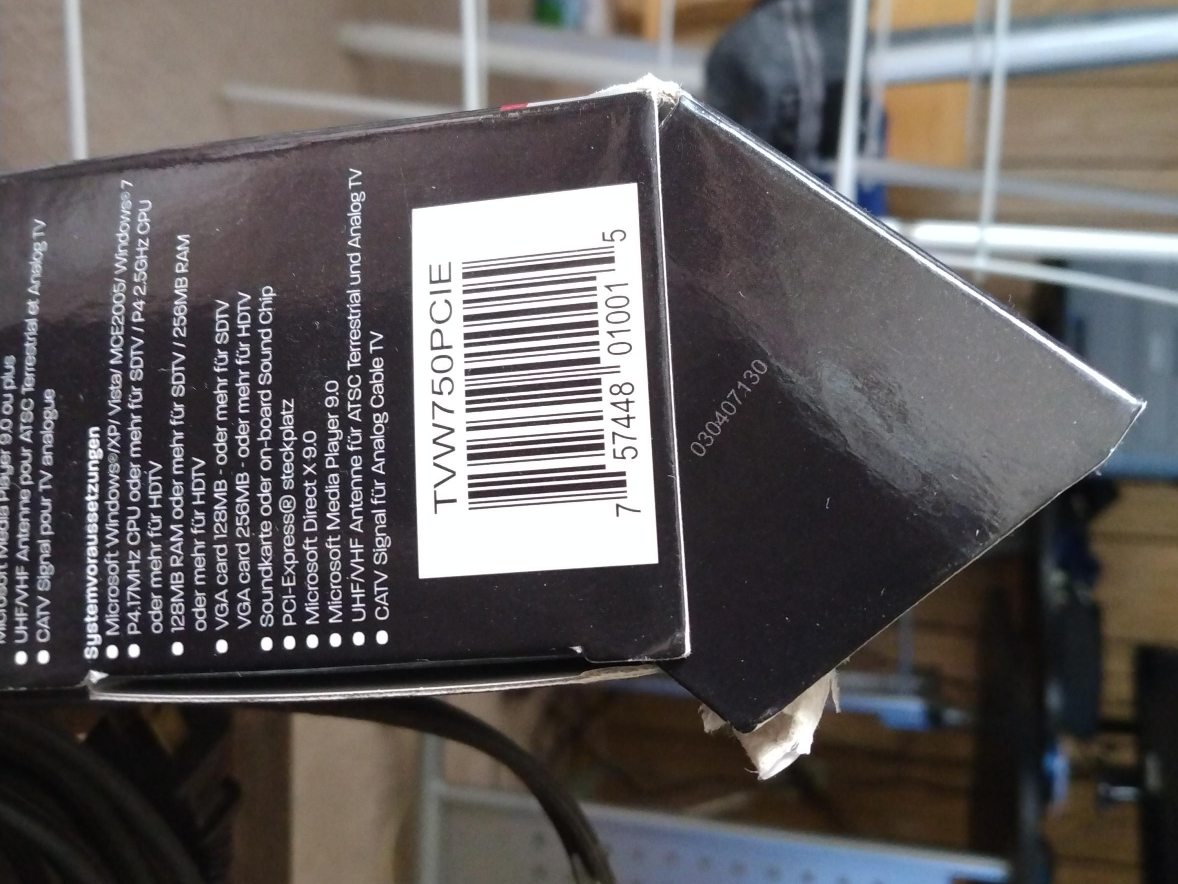 Microsoft Media Player 9.0 ou plus
UHF/VHF Antenne pour ATSC Terrestrial et Analog TV
CATV Signal pour TV analogue
Systemvoraussetzungen
Microsoft Windows®XP/ Vista/ MCE2005/ Windows® 7
P4.17MHz CPU oder mehr für SDTV / P4 2.5GHz CPU
oder mehr für HDTV
128MB RAM oder mehr für SDTV / 256MB RAM
oder mehr für HDTV
VGA card 128MB - oder mehr für SDTV
VGA card 256MB - oder mehr für HDTV
Soundkarte oder on-board Sound Chip
PCI-Express® steckplatz
Microsoft Direct X 9.0
Microsoft Media Player 9.0
UHF/VHF Antenne für ATSC Terrestrial und Analog TV
CATV Signal für Analog Cable TV
TVW750PCIE
7 57448 01001 5
030407130